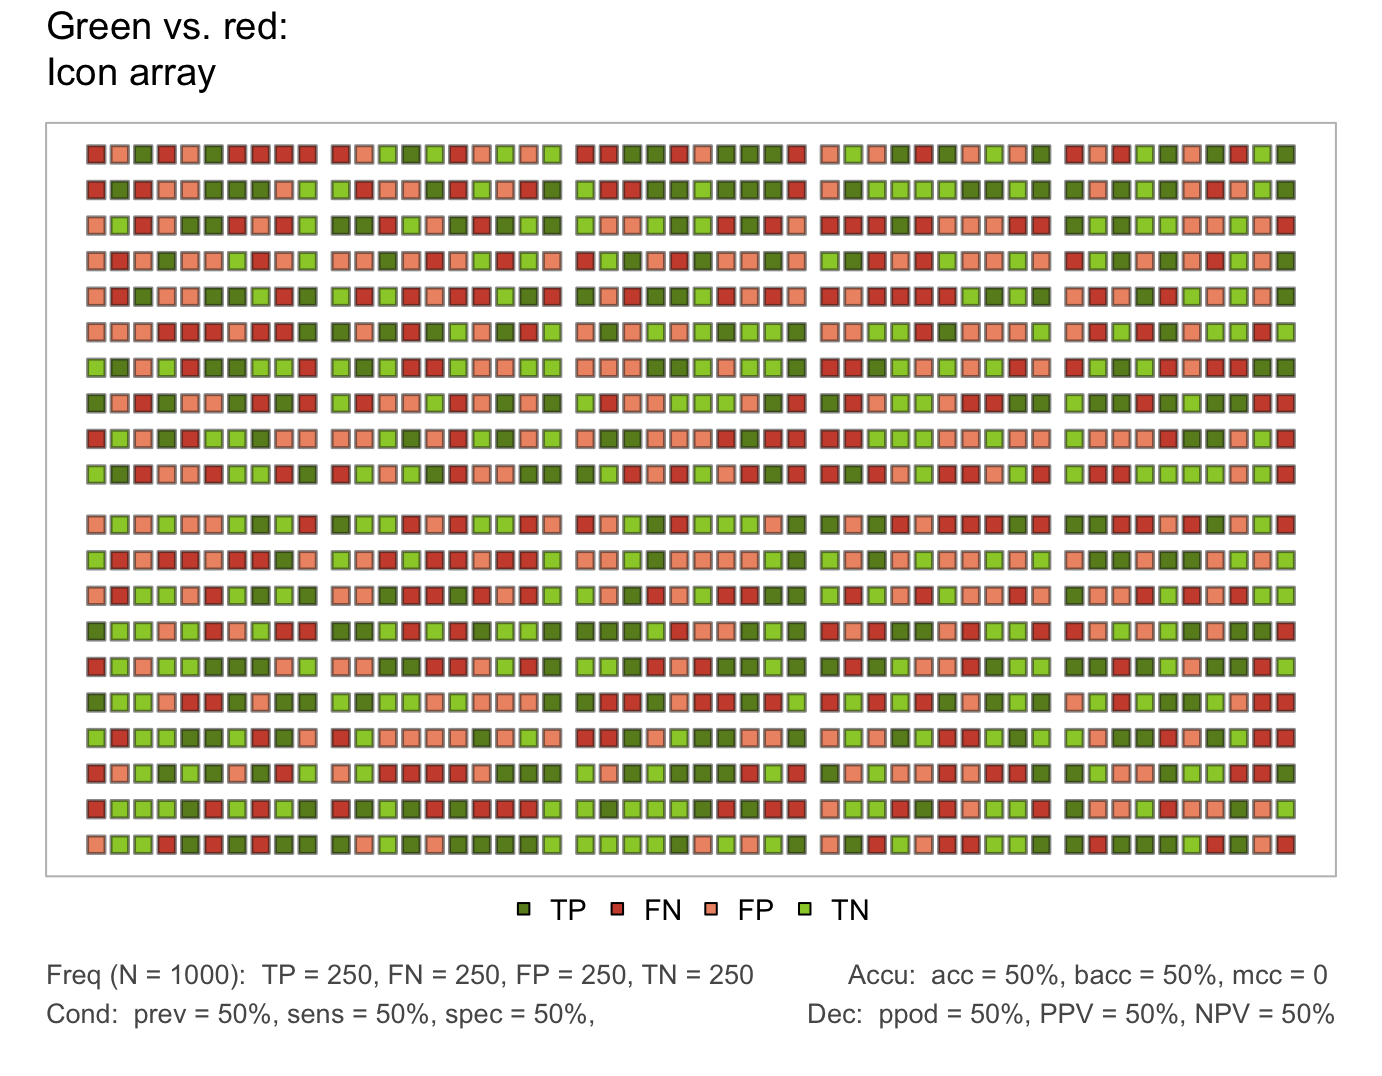 Green vs. red:
Icon array
TP FN FP TN
Freq (N = 1000): TP = 250, FN = 250, FP = 250, TN = 250
Accu: acc = 50%, bacc = 50%, mcc = 0
Cond: prev = 50%, sens = 50%, spec = 50%,
Dec: ppod = 50%, PPV = 50%, NPV = 50%